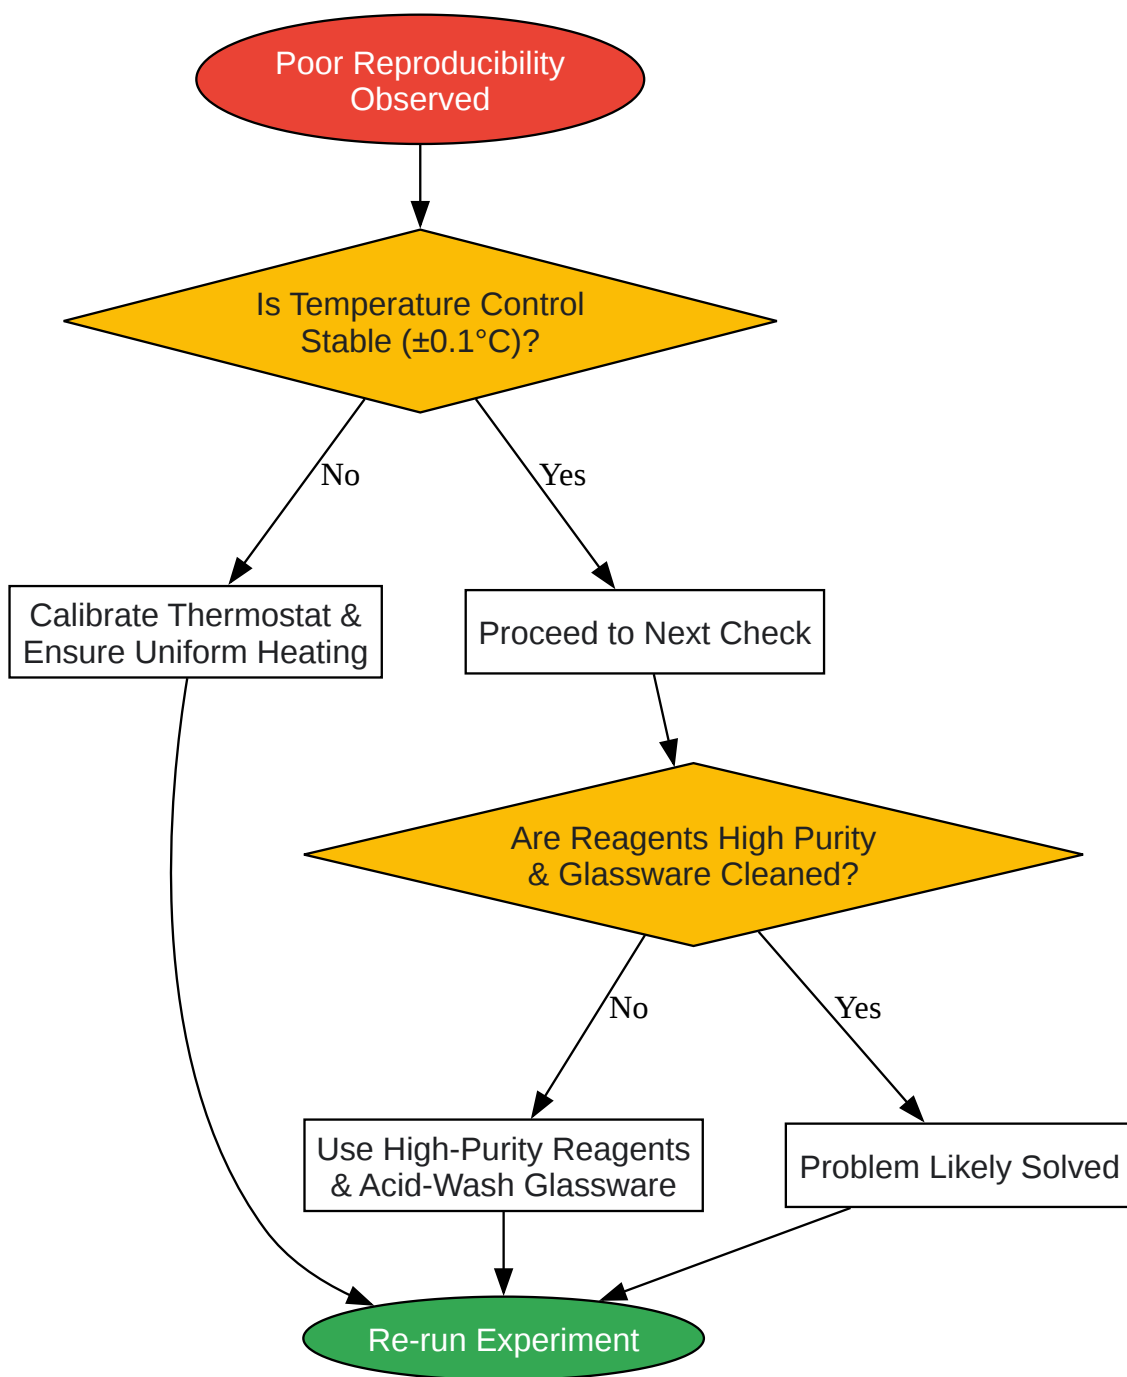 Poor Reproducibility
Observed
Is Temperature Control
Stable (±0.1°C)?
No
Yes
Calibrate Thermostat &
Ensure Uniform Heating
Proceed to Next Check
Are Reagents High Purity
& Glassware Cleaned?
No
Yes
Use High-Purity Reagents
& Acid-Wash Glassware
Problem Likely Solved
Re-run Experiment